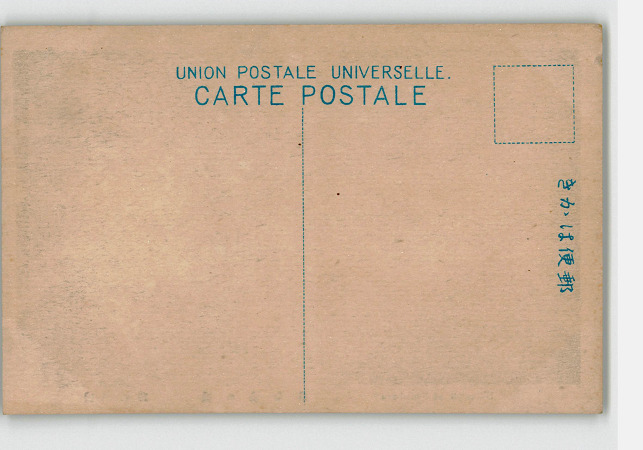 UNION POSTALE UNIVERSELLE.
CARTE POSTALE
きかは便郵